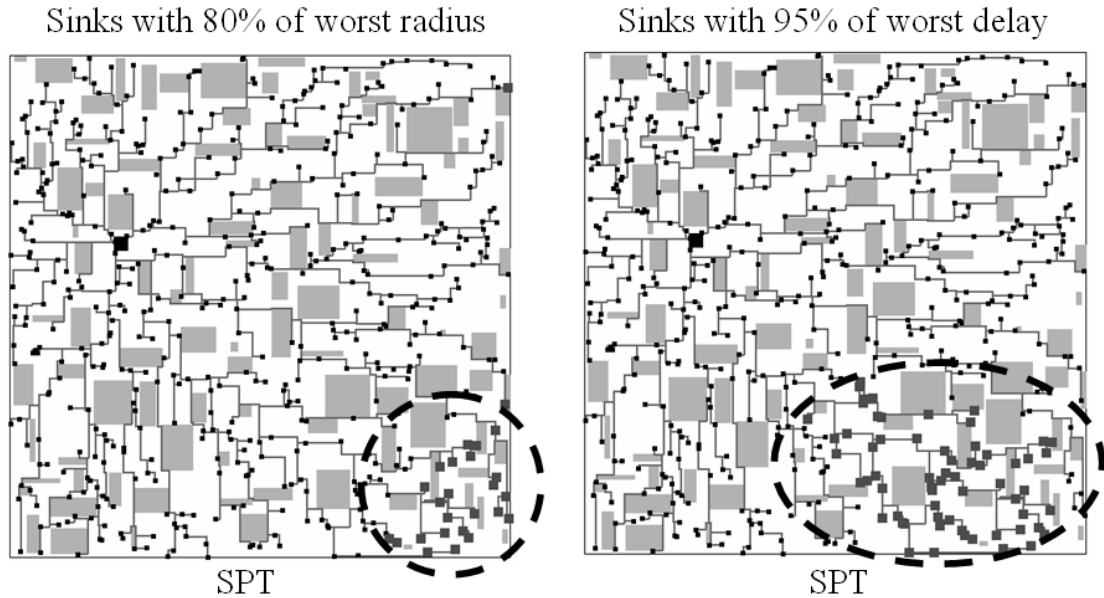 Sinks with 80% of worst radius
Sinks with 95% of worst delay
SPT
SPT